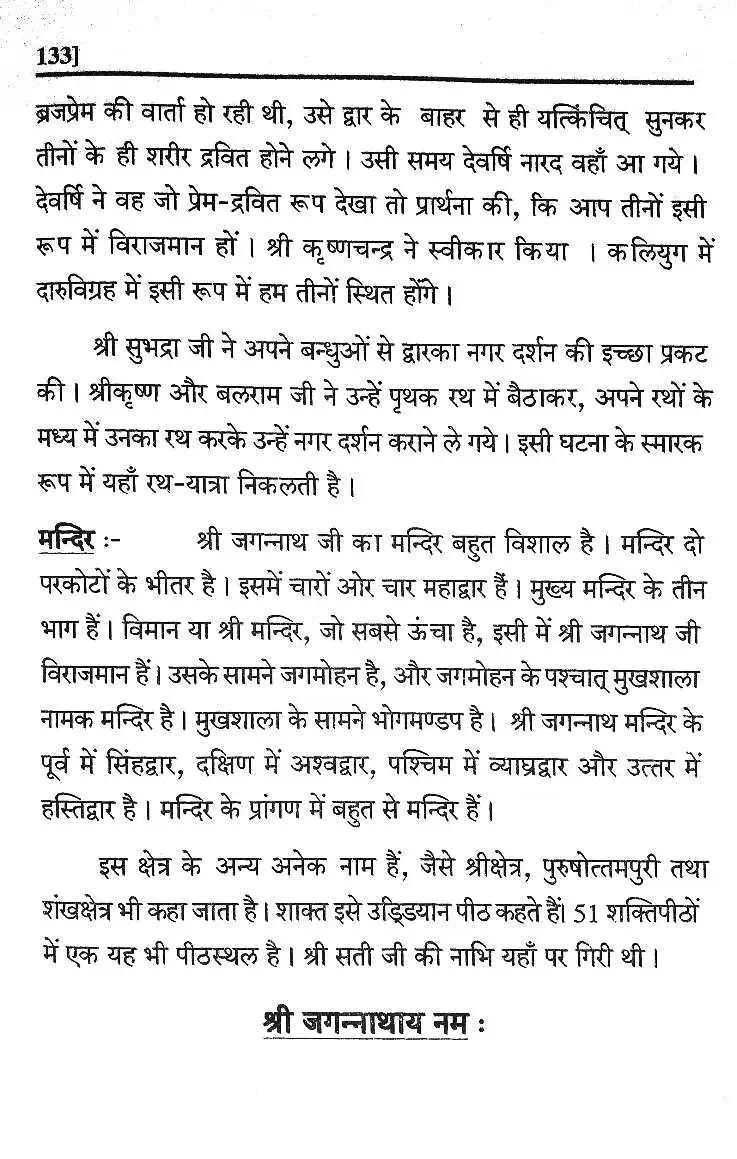 133]
ब्रजप्रेम की वार्ता हो रही थी, उसे द्वार के बाहर से ही यत्किंचित् सुनकर
तीनों के ही शरीर द्रवित होने लगे । उसी समय देवर्षि नारद वहाँ आ गये ।
देवर्षि ने वह जो प्रेम-द्रवित रूप देखा तो प्रार्थना की, कि आप तीनों इसी
रूप में विराजमान हों । श्री कृष्णचन्द्र ने स्वीकार किया । कलियुग में
दारुविग्रह में इसी रूप में हम तीनों स्थित होंगे ।
श्री सुभद्रा जी ने अपने बन्धुओं से द्वारका नगर दर्शन की इच्छा प्रकट
की । श्रीकृष्ण और बलराम जी ने उन्हें पृथक रथ में बैठाकर, अपने रथों के
मध्य में उनका रथ करके उन्हें नगर दर्शन कराने ले गये । इसी घटना के स्मारक
रूप में यहाँ रथ-यात्रा निकलती है ।
मन्दिर :- श्री जगन्नाथ जी का मन्दिर बहुत विशाल है । मन्दिर दो
परकोटों के भीतर है । इसमें चारों ओर चार महाद्वार हैं । मुख्य मन्दिर के तीन
भाग हैं । विमान या श्री मन्दिर, जो सबसे ऊंचा है, इसी में श्री जगन्नाथ जी
विराजमान हैं । उसके सामने जगमोहन है, और जगमोहन के पश्चात् मुखशाला
नामक मन्दिर है । मुखशाला के सामने भोगमण्डप है । श्री जगन्नाथ मन्दिर के
पूर्व में सिंहद्वार, दक्षिण में अश्वद्वार, पश्चिम में व्याघ्रद्वार और उत्तर में
हस्तिद्वार है । मन्दिर के प्रांगण में बहुत से मन्दिर हैं ।
इस क्षेत्र के अन्य अनेक नाम हैं, जैसे श्रीक्षेत्र, पुरुषोत्तमपुरी तथा
शंखक्षेत्र भी कहा जाता है । शाक्त इसे उड्डियान पीठ कहते हैं। 51 शक्तिपीठों
में एक यह भी पीठस्थल है । श्री सती जी की नाभि यहाँ पर गिरी थी ।
श्री जगन्नाथाय नम :